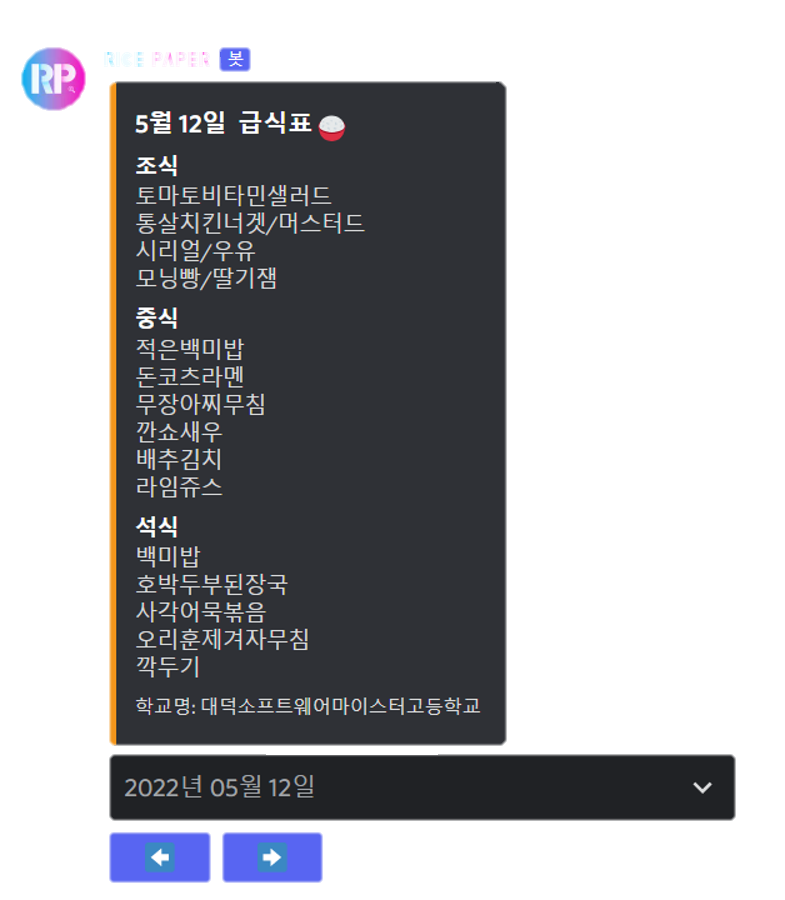 RP
RICE PAPER 봇
5월 12일 급식표
조식
토마토비타민샐러드
통살치킨너겟/머스터드
시리얼/우유
모닝빵/딸기잼
중식
적은백미밥
돈코츠라멘
무장아찌무침
깐쇼새우
배추김치
라임쥬스
석식
백미밥
호박두부된장국
사각어묵볶음
오리훈제겨자무침
깍두기
학교명: 대덕소프트웨어마이스터고등학교
2022년 05월 12일